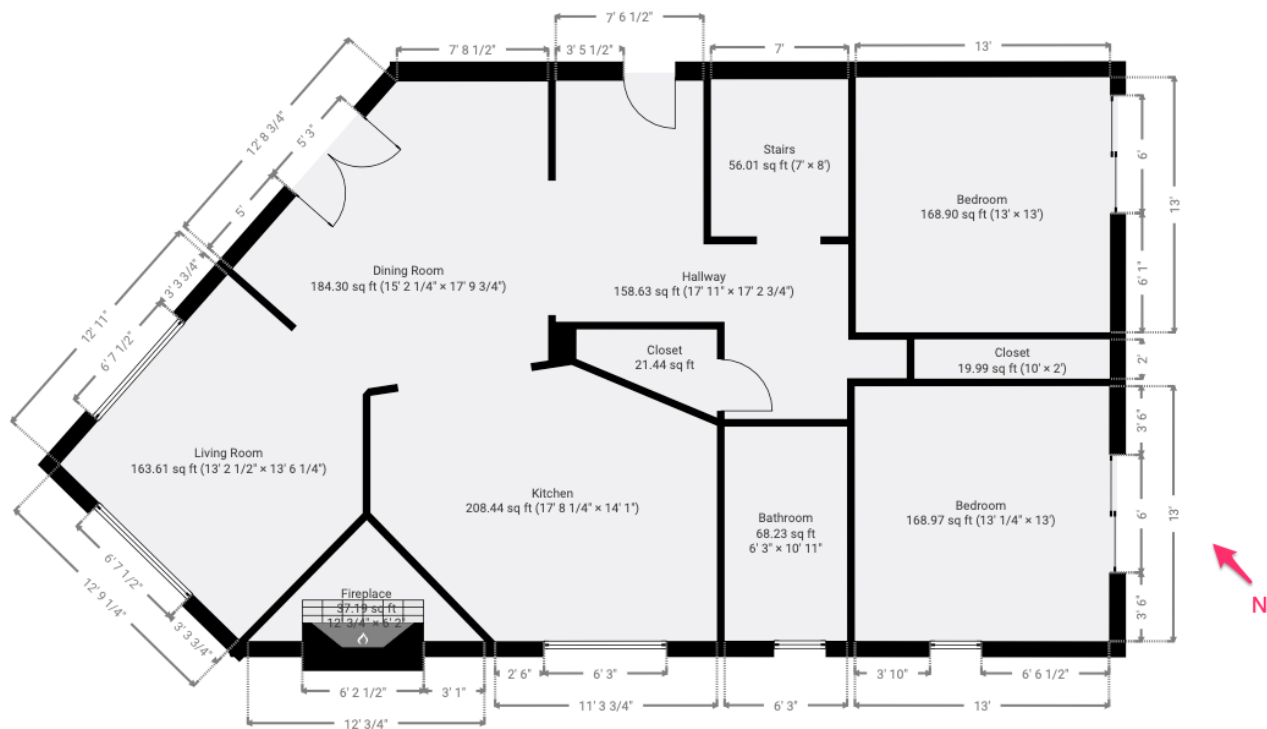 7' 6 1/2"
7' 8 1/2"
3' 5 1/2"
7'
13'
12' 8 3/4"
5' 3"
5'
Stairs
56.01 sq ft (7' × 8')
6'
13'
6' 1"
Bedroom
168.90 sq ft (13' × 13')
12' 11"
3' 3 3/4"
6' 7 1/2"
Dining Room
184.30 sq ft (15' 2 1/4" × 17' 9 3/4")
Hallway
158.63 sq ft (17' 11" × 17' 2 3/4")
Closet
21.44 sq ft
Closet
19.99 sq ft (10' × 2')
2'
3' 6"
Living Room
163.61 sq ft (13' 2 1/2" × 13' 6 1/4")
Kitchen
208.44 sq ft (17' 8 1/4" × 14' 1")
Bathroom
68.23 sq ft
6' 3" × 10' 11"
Bedroom
168.97 sq ft (13' 1/4" × 13')
6'
13'
3' 6"
N
6' 7 1/2"
12' 9 1/4"
3' 3 3/4"
Fireplace
37.19 sq ft
12' 3/4" × 6' 2"
2' 6"
6' 3"
3' 10"
6' 6 1/2"
6' 2 1/2"
3' 1"
11' 3 3/4"
6' 3"
13'
12' 3/4"